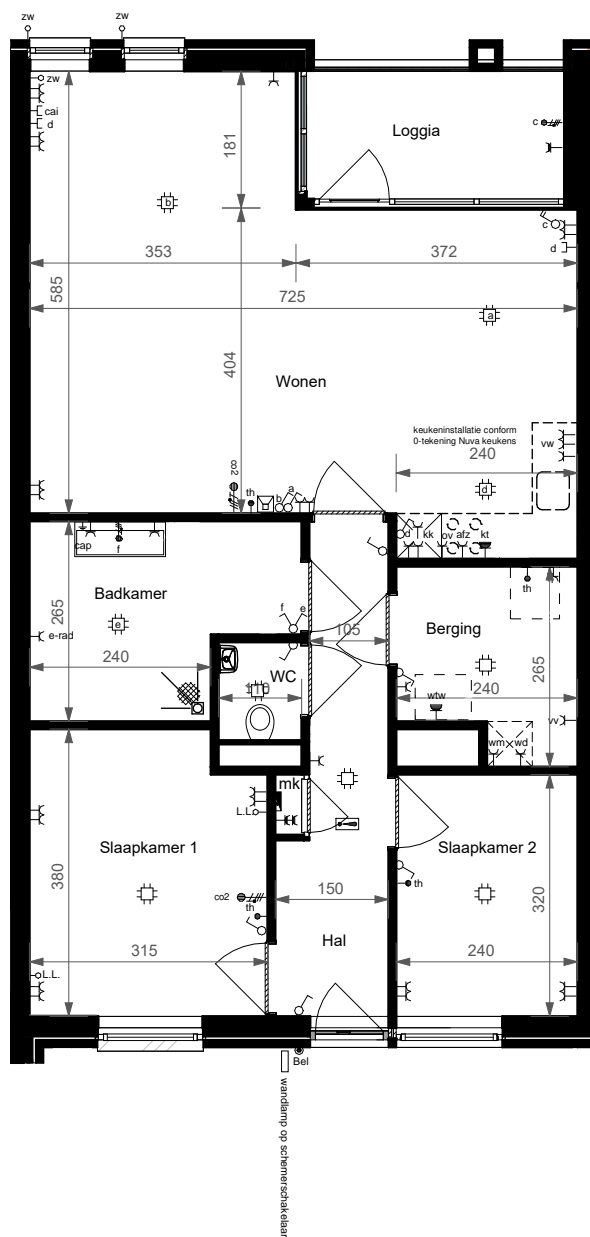 zw
zw
zw
cai
d
181
Loggia
c
b
c
d
353
372
585
725
a
404
Wonen
keukeninstallatie conform
0-tekening Nuva keukens
vw
240
co2
th
b
a
d
d
kk
ov
afz
kt
cap
f
Badkamer
th
265
e
f
e
105
Berging
e-rad
240
WC
110
265
wtw
240
vv
wm
wd
mk
L.L.
Slaapkamer 1
Slaapkamer 2
380
th
320
co2
th
150
Hal
315
240
L.L.
Bel
wandlamp op schemerschakelaar